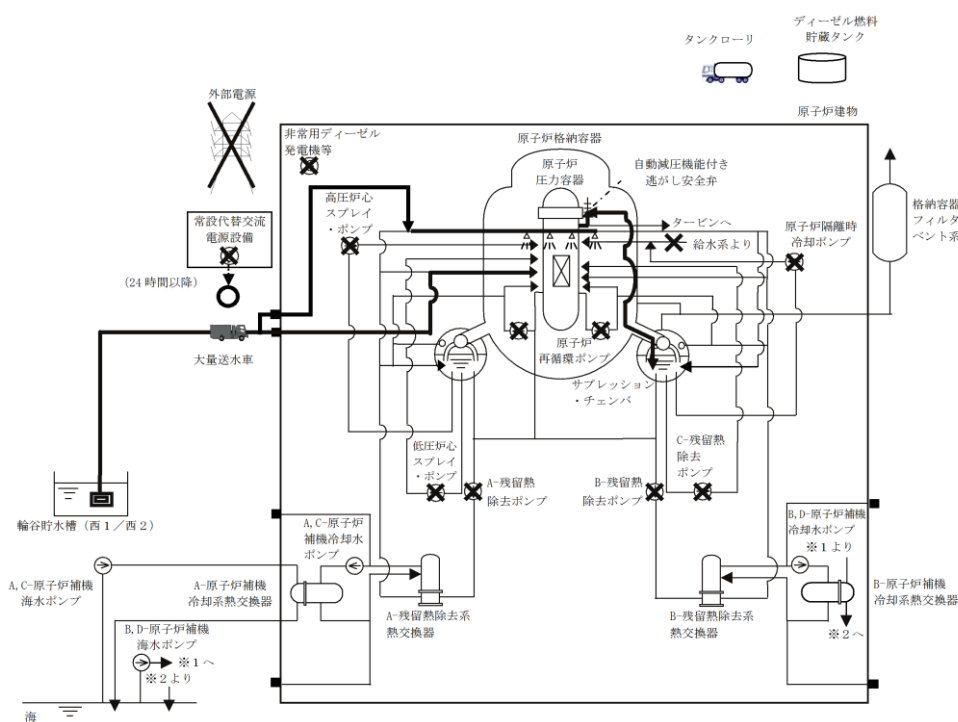 ディーゼル燃料
貯蔵タンク
タンクローリ
外部電源
原子炉建物
非常用ディーゼル
発電機等
原子炉格納容器
原子炉
圧力容器
自動減圧機能付き
逃がし安全弁
高圧炉心
スプレイ
・ポンプ
常設代替交流
電源設備
タービンへ
給水系より
原子炉隔離時
冷却ポンプ
格納容器
フィルタ
ベント系
(24時間以降)
大量送水車
原子炉
再循環ポンプ
サプレッション
・チェンバ
低圧炉心
スプレイ
・ポンプ
A-残留熱
除去ポンプ
B-残留熱
除去ポンプ
C-残留熱
除去
ポンプ
輪谷貯水槽(西1/西2)
A,C-原子炉補機
冷却水
ポンプ
B,D-原子炉補機
冷却水ポンプ
※1より
A,C-原子炉補機
海水ポンプ
A-原子炉補機
冷却系熱交換器
A-残留熱除去系
熱交換器
B-残留熱除去系
熱交換器
B-原子炉補機
冷却系熱交換器
B,D-原子炉補機
海水ポンプ
※1へ
※2より
※2へ
海